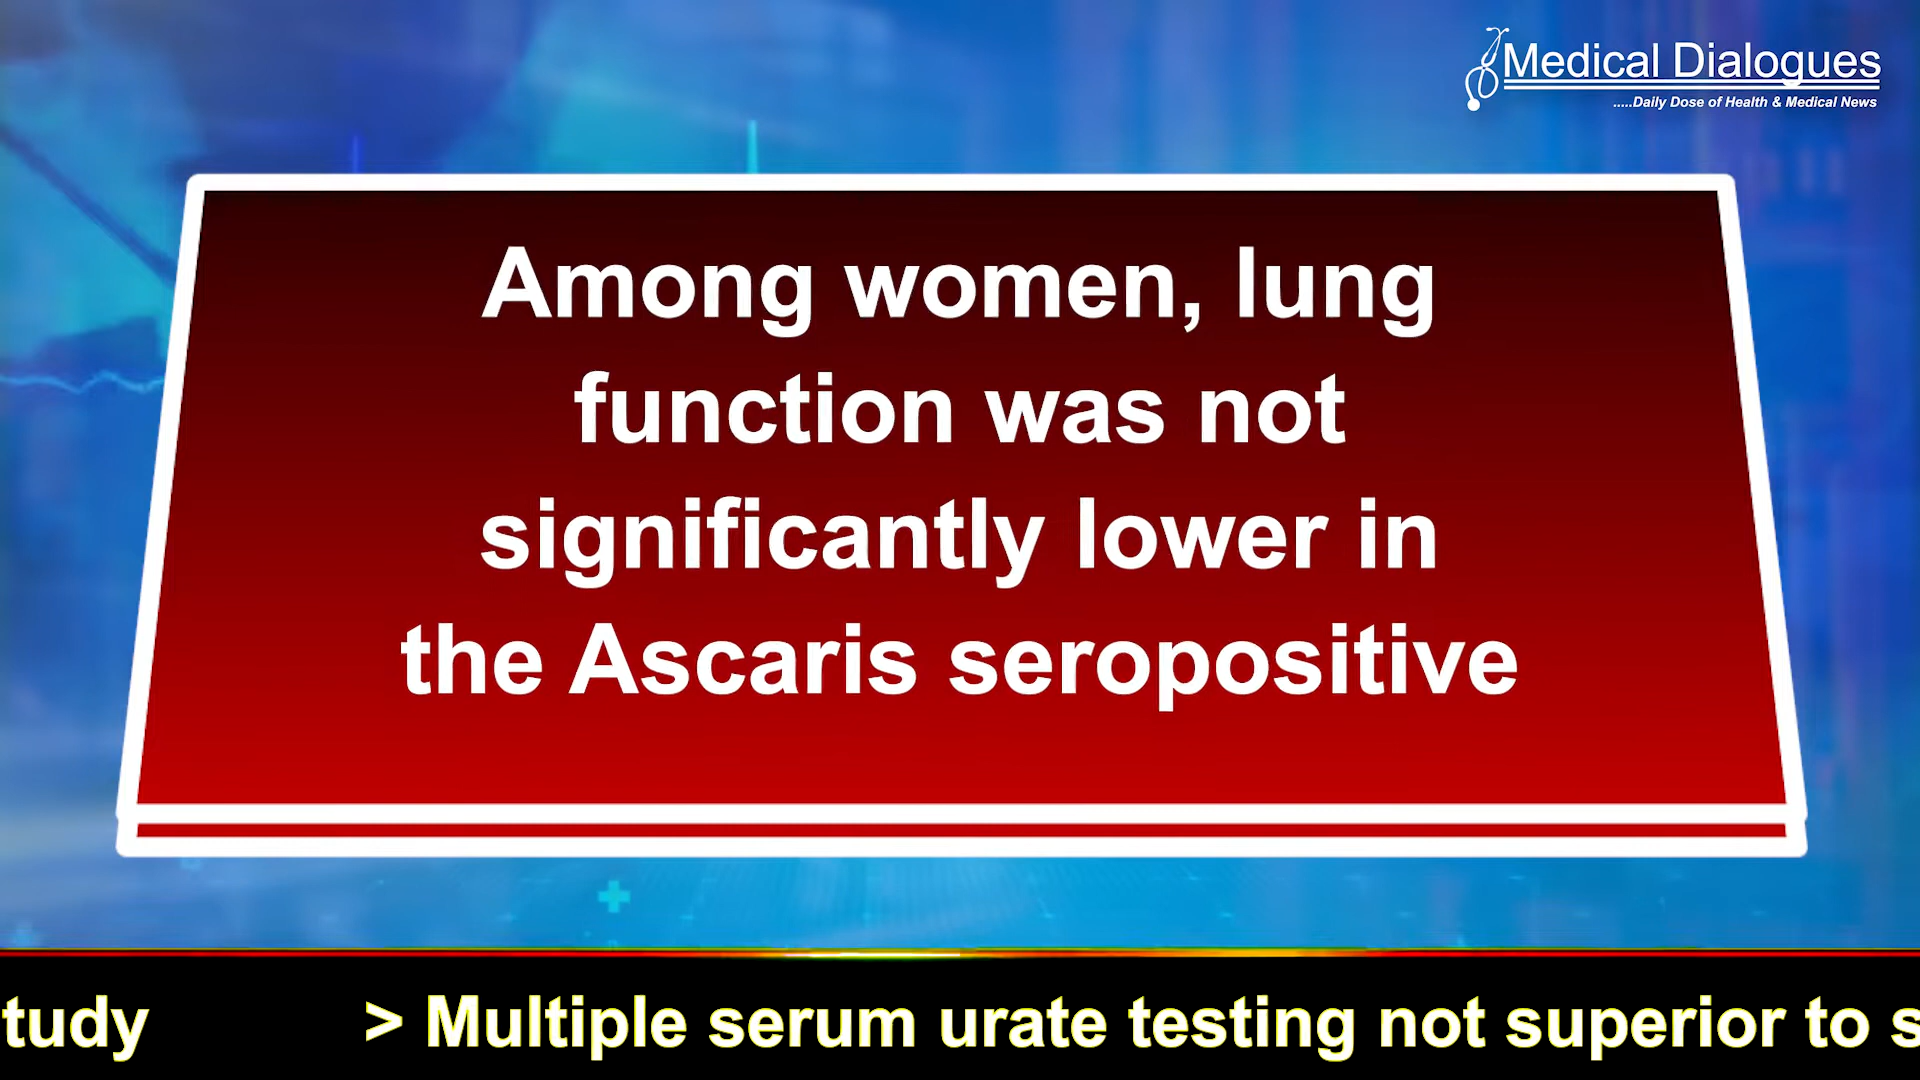 Medical Dialogues
.....Daily Dose of Health & Medical News
Among women, lung
function was not
significantly lower in
the Ascaris seropositive
tudy > Multiple serum urate testing not superior to s